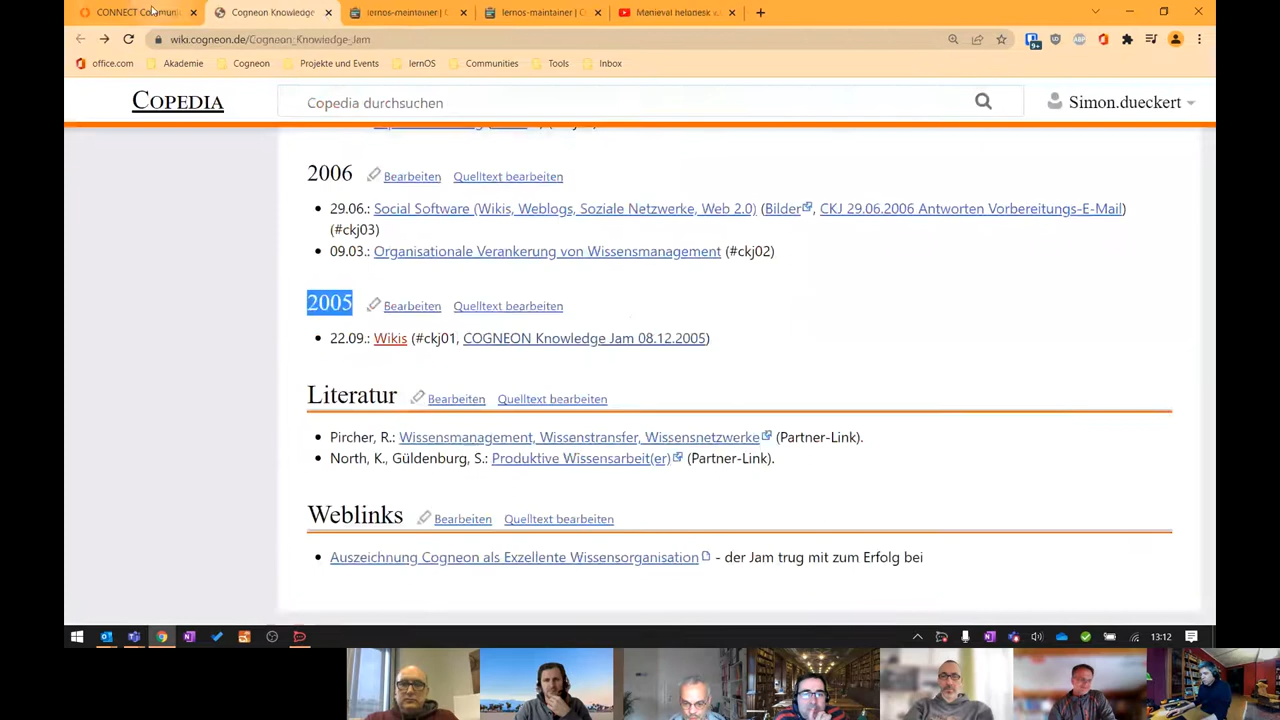 CONNECT Commun
Cogneon Knowledge
lernos-maintainer | G
lernos-maintainer | G
Medieval helpdesk
wiki.cogneon.de/Cogneon_Knowledge_Jam
9+
office.com Akademie Cogneon Projekte und Events lernOS Communities Tools Inbox
COPEDIA
Copedia durchsuchen
Simon.dueckert
2006 Bearbeiten Quelltext bearbeiten
29.06.: Social Software (Wikis, Weblogs, Soziale Netzwerke, Web 2.0) (Bilder, CKJ 29.06.2006 Antworten Vorbereitungs-E-Mail)
(#ckj03)
09.03.: Organisationale Verankerung von Wissensmanagement (#ckj02)
2005 Bearbeiten Quelltext bearbeiten
22.09.: Wikis (#ckj01, COGNEON Knowledge Jam 08.12.2005)
Literatur Bearbeiten Quelltext bearbeiten
Pircher, R.: Wissensmanagement, Wissenstransfer, Wissensnetzwerke (Partner-Link).
North, K., Güldenburg, S.: Produktive Wissensarbeit(er) (Partner-Link).
Weblinks Bearbeiten Quelltext bearbeiten
Auszeichnung Cogneon als Exzellente Wissensorganisation - der Jam trug mit zum Erfolg bei
13:12